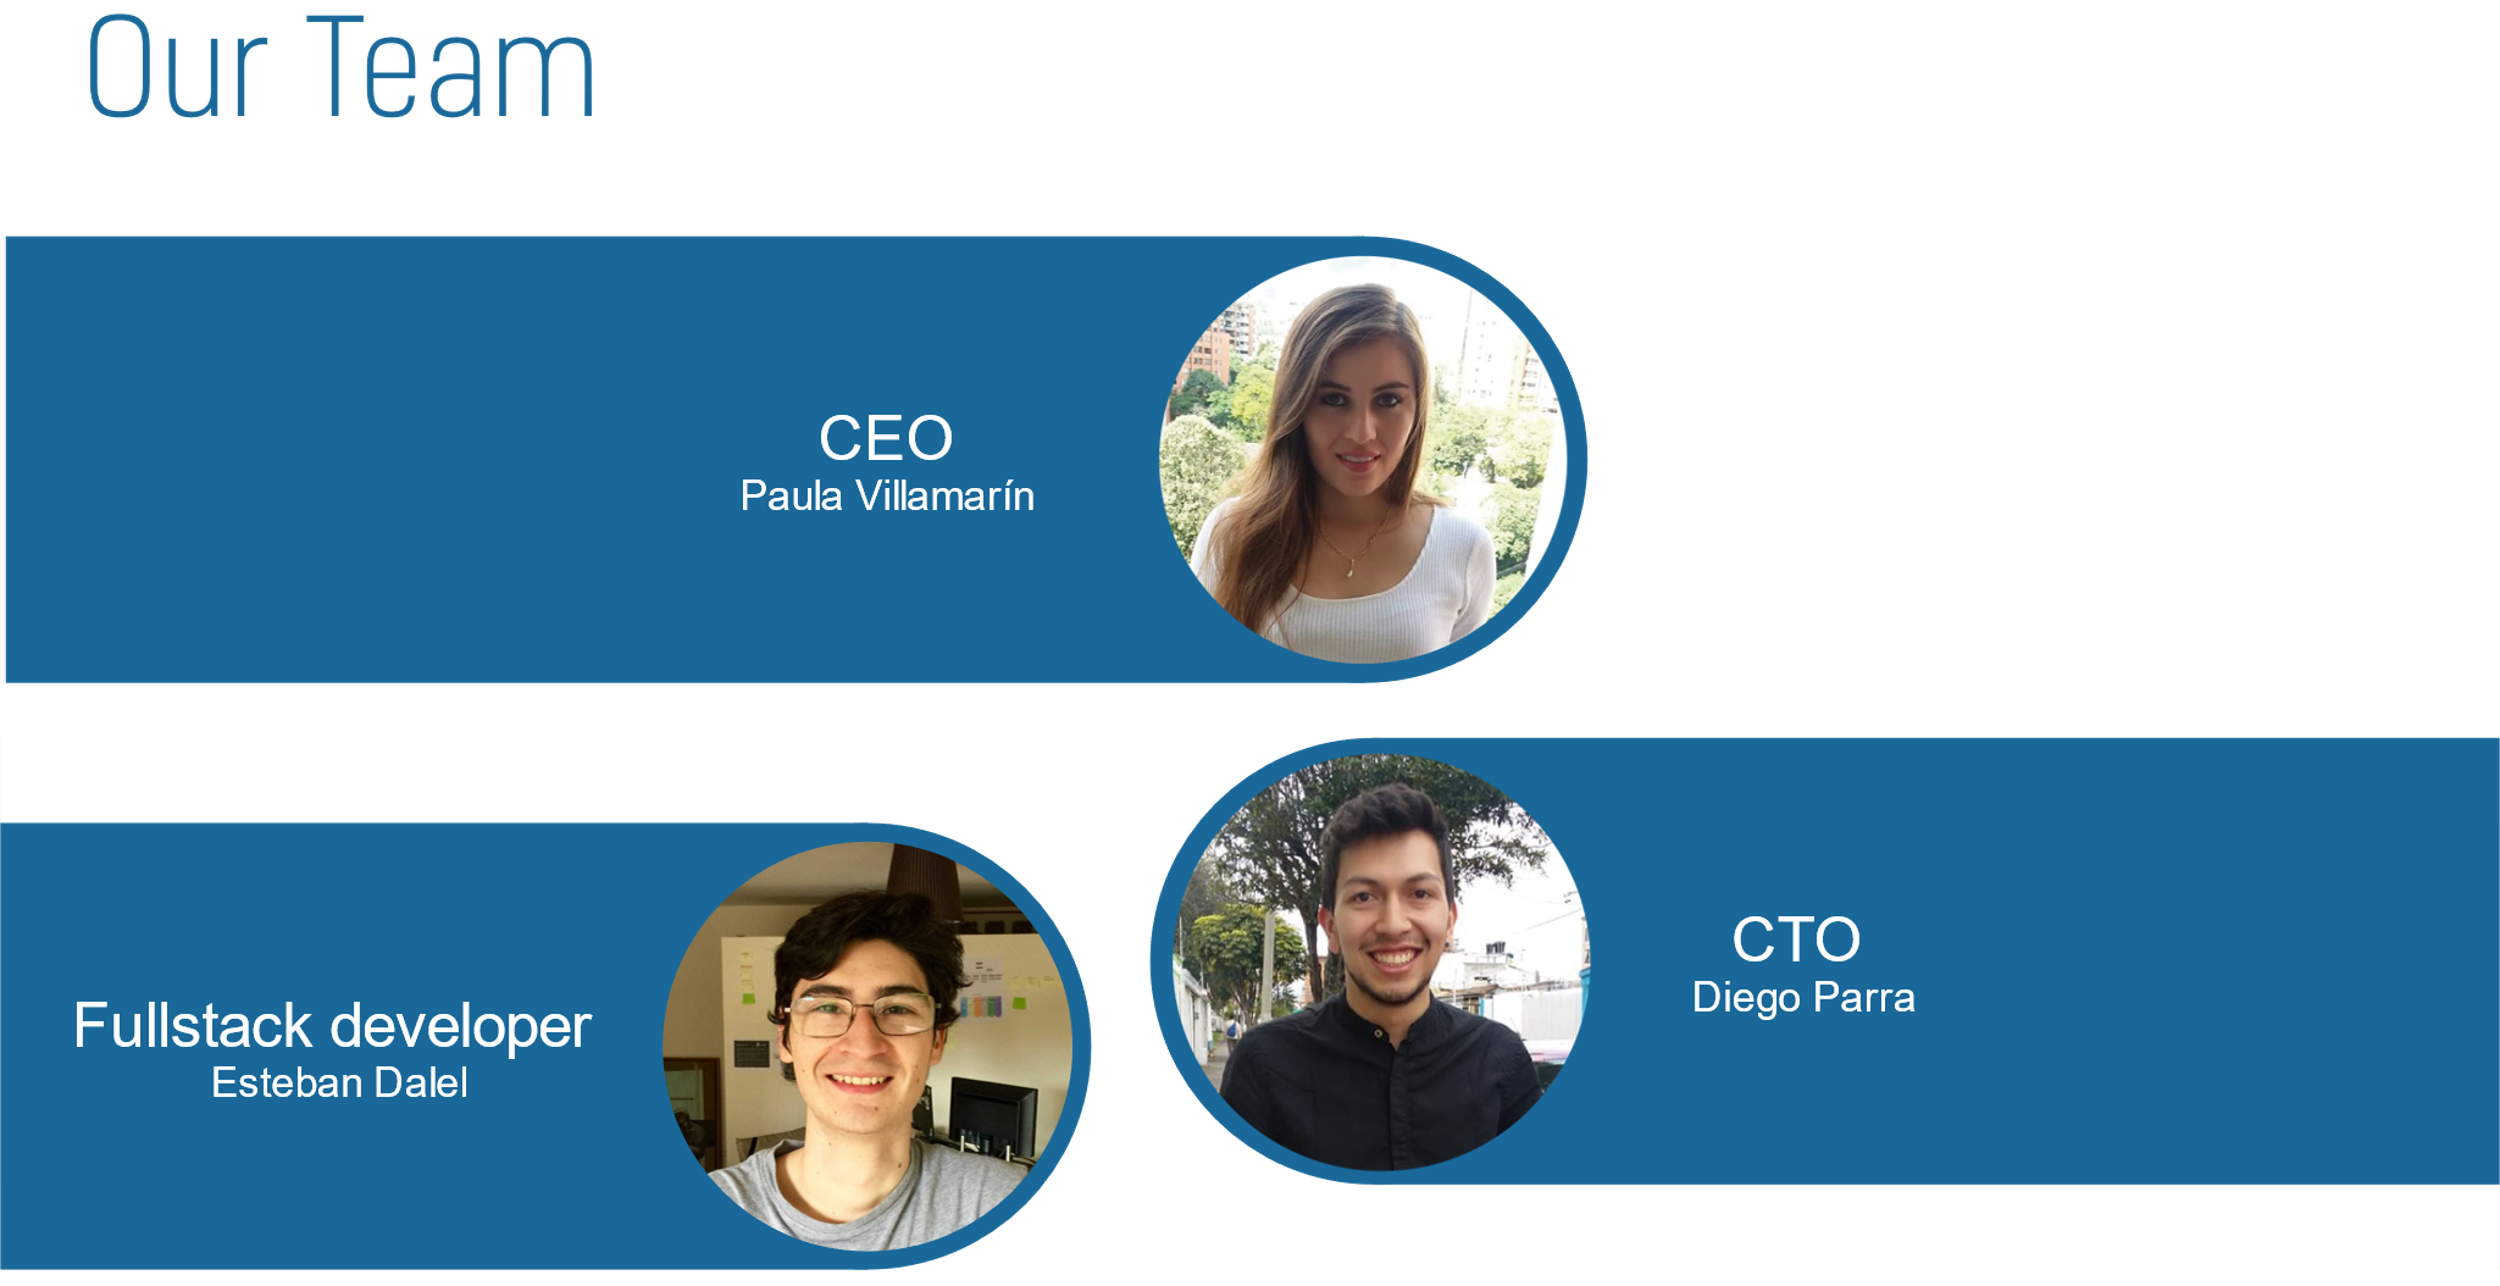 Our Team
CEO
Paula Villamarín
CTO
Diego Parra
Fullstack developer
Esteban Dalel